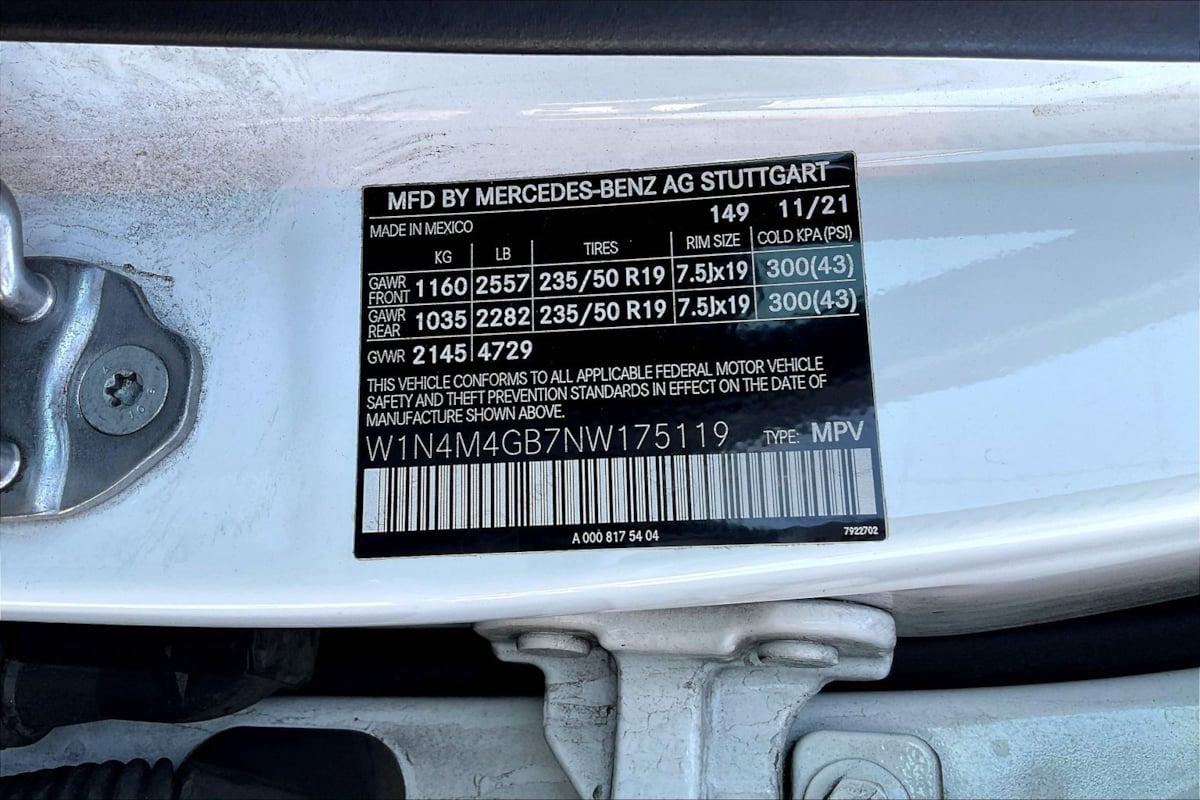 MFD BY MERCEDES-BENZ AG STUTTGART
MADE IN MEXICO 149 11/21
KG LB TIRES RIM SIZE COLD KPA (PSI)
GAWR FRONT 1160 2557 235/50 R19 7.5Jx19 300(43)
GAWR REAR 1035 2282 235/50 R19 7.5Jx19 300(43)
GVWR 2145 4729
THIS VEHICLE CONFORMS TO ALL APPLICABLE FEDERAL MOTOR VEHICLE
SAFETY AND THEFT PREVENTION STANDARDS IN EFFECT ON THE DATE OF
MANUFACTURE SHOWN ABOVE.
W1N4M4GB7NW175119 TYPE: MPV
A 000 817 54 04 7922702